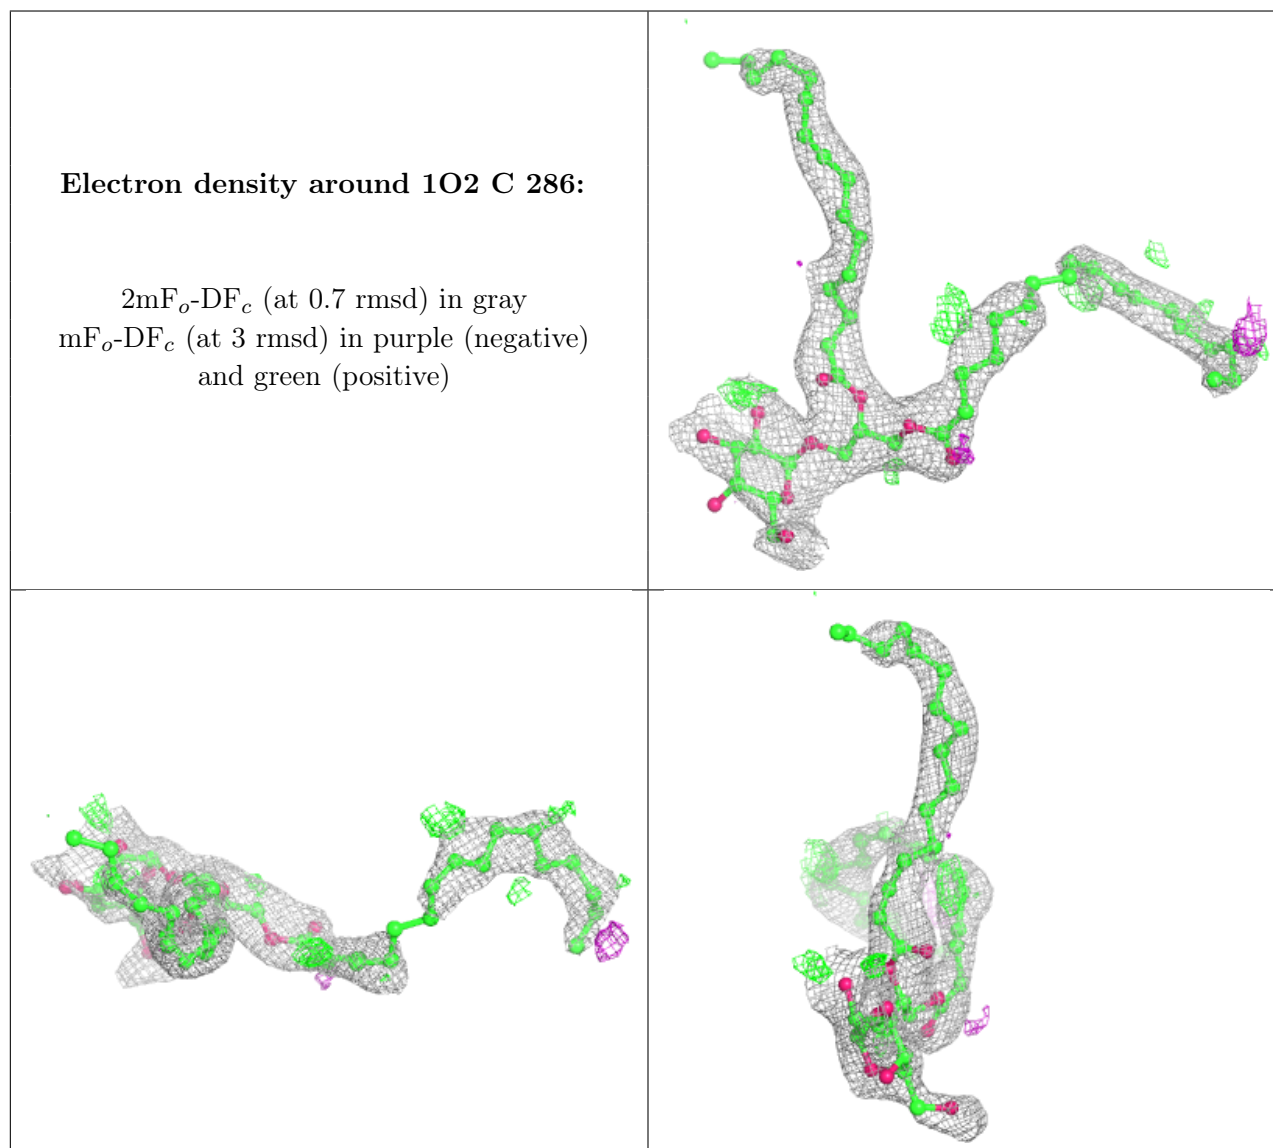 Electron density around 1O2 C 286:
2mFo-DFc (at 0.7 rmsd) in gray
mFo-DFc (at 3 rmsd) in purple (negative)
and green (positive)